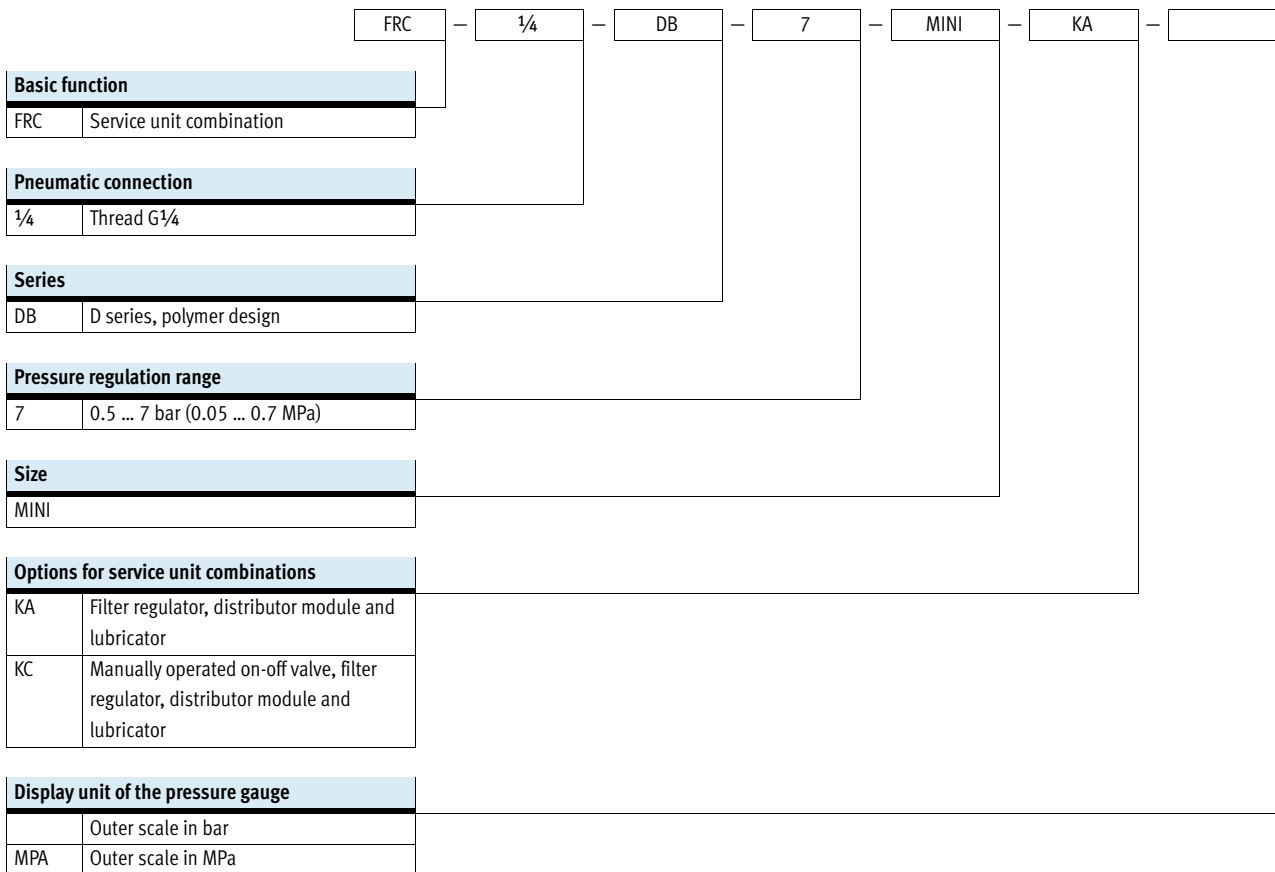 FRC — ¼ — DB — 7 — MINI — KA —
Basic function
FRC Service unit combination
Pneumatic connection
¼ Thread G¼
Series
DB D series, polymer design
Pressure regulation range
7 0.5 ... 7 bar (0.05 ... 0.7 MPa)
Size
MINI
Options for service unit combinations
KA Filter regulator, distributor module and
lubricator
KC Manually operated on-off valve, filter
regulator, distributor module and
lubricator
Display unit of the pressure gauge
Outer scale in bar
MPA Outer scale in MPa